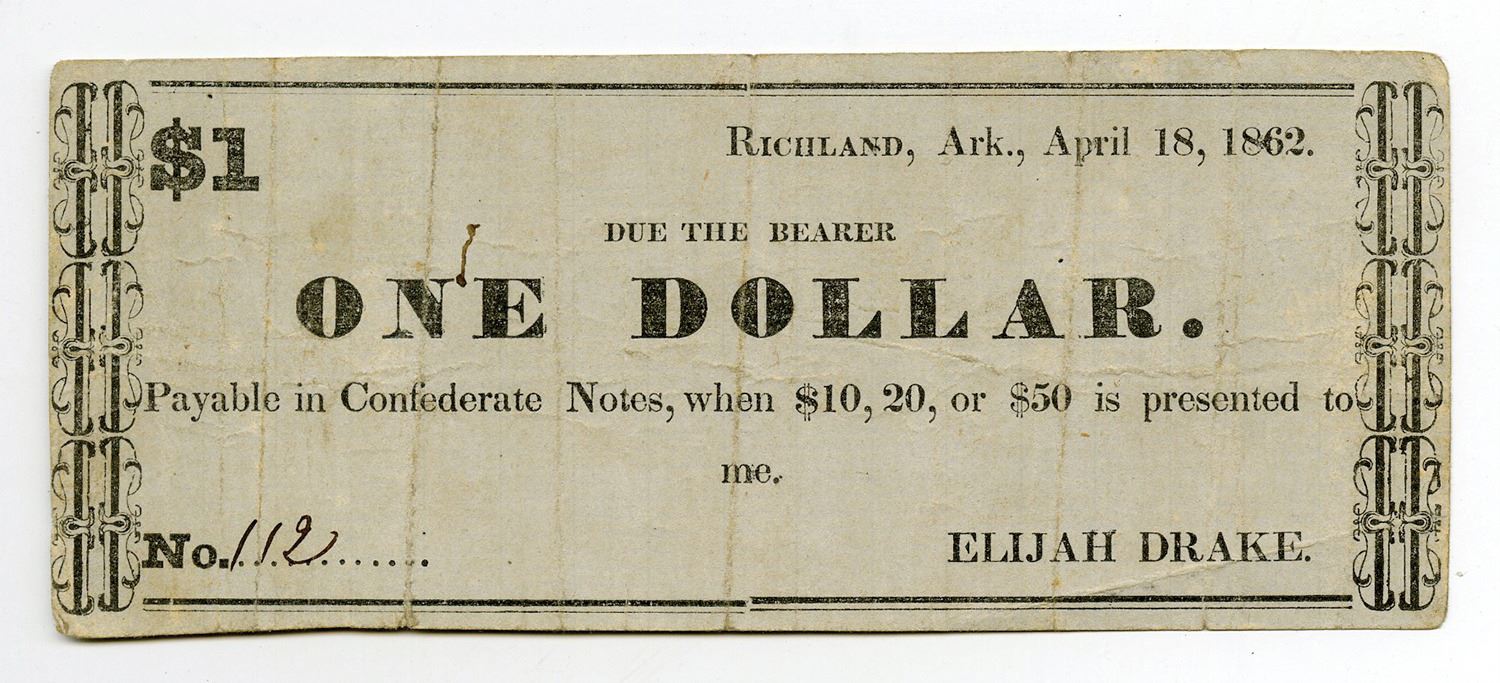 $1
RICHLAND, Ark., April 18, 1862.
DUE THE BEARER
ONE DOLLAR.
Payable in Confederate Notes, when $10, 20, or $50 is presented to
me.
No. 112.......
ELIJAH DRAKE.